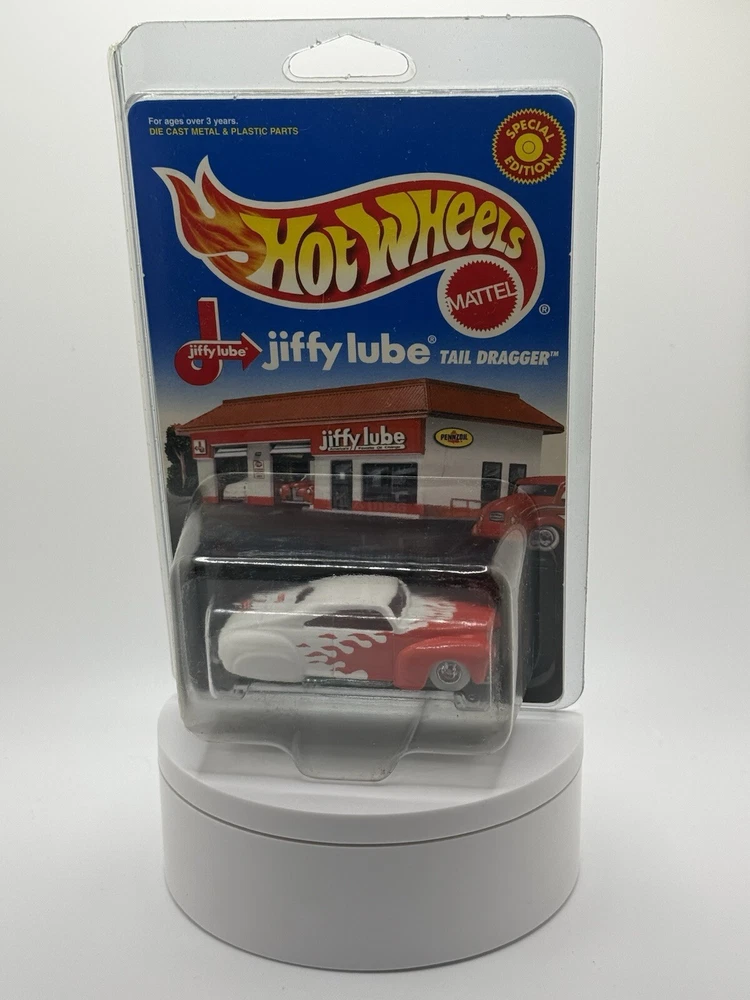 For ages over 3 years.
DIE CAST METAL & PLASTIC PARTS
SPECIAL EDITION
HOT WHEELS
MATTEL
®
jiffy lube®
jiffy lube® TAIL DRAGGER™
jiffy lube
PENNZOIL